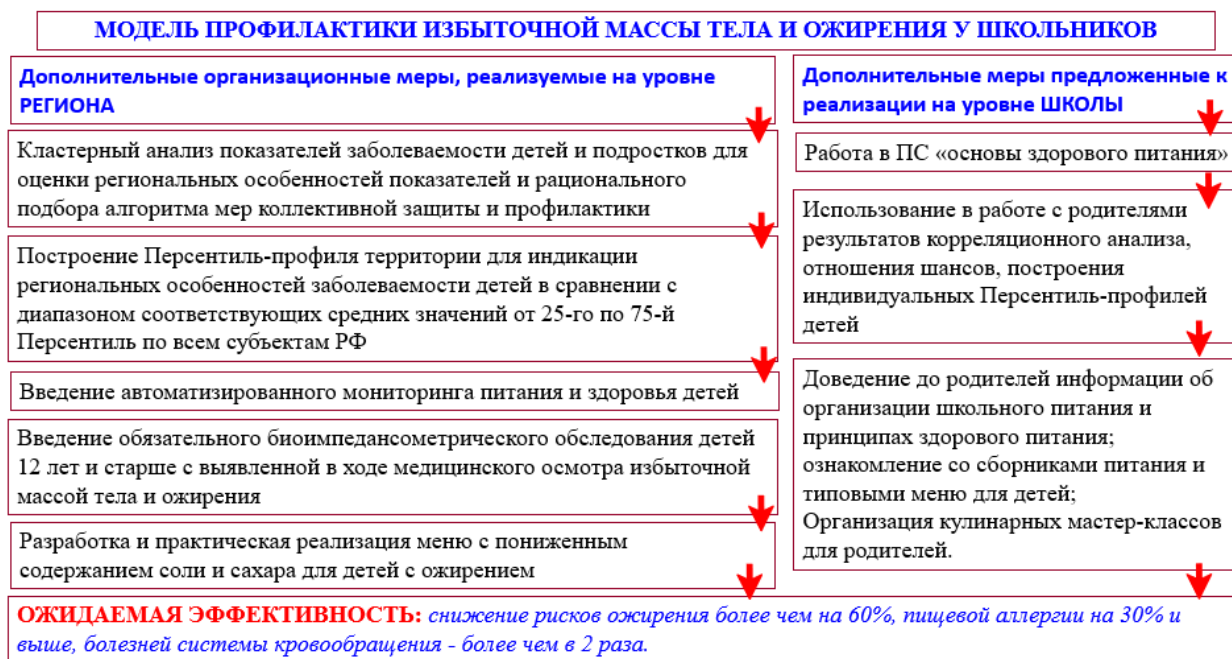 МОДЕЛЬ ПРОФИЛАКТИКИ ИЗБЫТОЧНОЙ МАССЫ ТЕЛА И ОЖИРЕНИЯ У ШКОЛЬНИКОВ
Дополнительные организационные меры, реализуемые на уровне
РЕГИОНА
Кластерный анализ показателей заболеваемости детей и подростков для
оценки региональных особенностей показателей и рационального
подбора алгоритма мер коллективной защиты и профилактики
Построение Персентиль-профиля территории для индикации
региональных особенностей заболеваемости детей в сравнении с
диапазоном соответствующих средних значений от 25-го по 75-й
Персентиль по всем субъектам РФ
Введение автоматизированного мониторинга питания и здоровья детей
Введение обязательного биоимпедансометрического обследования детей
12 лет и старше с выявленной в ходе медицинского осмотра избыточной
массой тела и ожирения
Разработка и практическая реализация меню с пониженным
содержанием соли и сахара для детей с ожирением
Дополнительные меры предложенные к
реализации на уровне ШКОЛЫ
Работа в ПС «основы здорового питания»
Использование в работе с родителями
результатов корреляционного анализа,
отношения шансов, построения
индивидуальных Персентиль-профилей
детей
Доведение до родителей информации об
организации школьного питания и
принципах здорового питания;
ознакомление со сборниками питания и
типовыми меню для детей;
Организация кулинарных мастер-классов
для родителей.
ОЖИДАЕМАЯ ЭФФЕКТИВНОСТЬ: снижение рисков ожирения более чем на 60%, пищевой аллергии на 30% и
выше, болезней системы кровообращения - более чем в 2 раза.